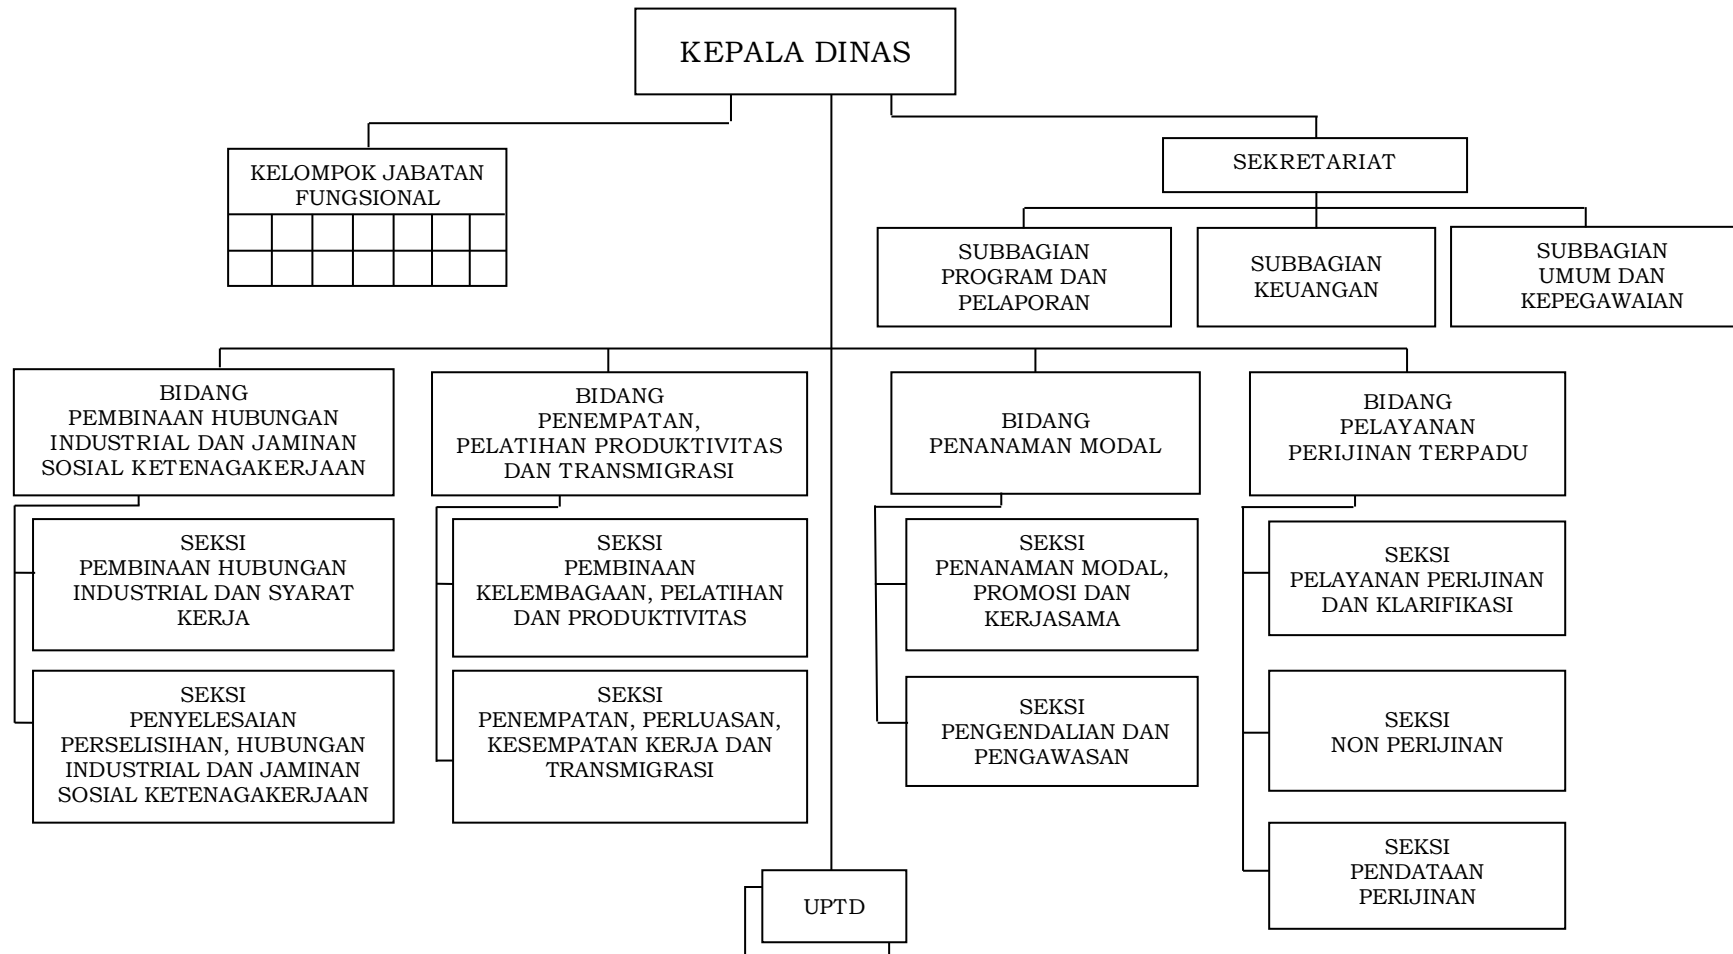 KEPALA DINAS
KELOMPOK JABATAN
FUNGSIONAL
SEKRETARIAT
SUBBAGIAN
PROGRAM DAN
PELAPORAN
SUBBAGIAN
KEUANGAN
SUBBAGIAN
UMUM DAN
KEPEGAWAIAN
BIDANG
PEMBINAAN HUBUNGAN
INDUSTRIAL DAN JAMINAN
SOSIAL KETENAGAKERJAAN
BIDANG
PENEMPATAN,
PELATIHAN PRODUKTIVITAS
DAN TRANSMIGRASI
BIDANG
PENANAMAN MODAL
BIDANG
PELAYANAN
PERIJINAN TERPADU
SEKSI
PEMBINAAN HUBUNGAN
INDUSTRIAL DAN SYARAT
KERJA
SEKSI
PEMBINAAN
KELEMBAGAAN, PELATIHAN
DAN PRODUKTIVITAS
SEKSI
PENANAMAN MODAL,
PROMOSI DAN
KERJASAMA
SEKSI
PELAYANAN PERIJINAN
DAN KLARIFIKASI
SEKSI
PENYELESAIAN
PERSELISIHAN, HUBUNGAN
INDUSTRIAL DAN JAMINAN
SOSIAL KETENAGAKERJAAN
SEKSI
PENEMPATAN, PERLUASAN,
KESEMPATAN KERJA DAN
TRANSMIGRASI
SEKSI
PENGENDALIAN DAN
PENGAWASAN
SEKSI
NON PERIJINAN
SEKSI
PENDATAAN
PERIJINAN
UPTD